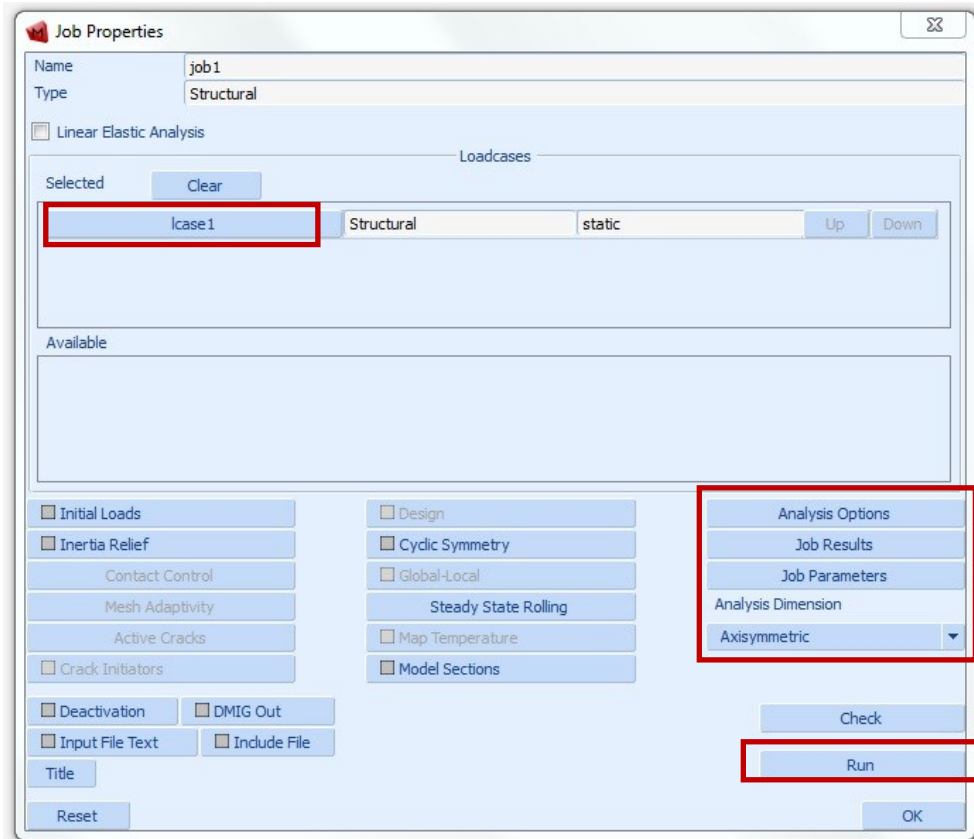 Job Properties
Name job1
Type Structural
Linear Elastic Analysis
Loadcases
Selected Clear
lcase1 Structural static Up Down
Available
Initial Loads Design Analysis Options
Inertia Relief Cyclic Symmetry Job Results
Contact Control Global-Local Job Parameters
Mesh Adaptivity Steady State Rolling Analysis Dimension
Active Cracks Map Temperature Axisymmetric
Crack Initiators Model Sections
Deactivation DMIG Out Check
Input File Text Include File Run
Title
Reset OK